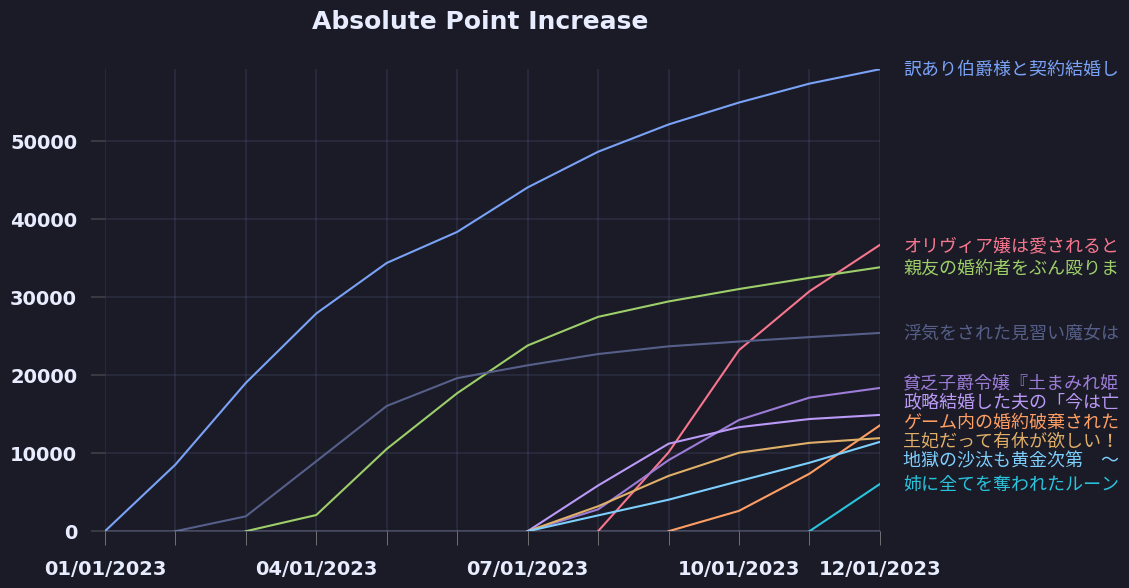 Absolute Point Increase
訳あり伯爵様と契約結婚し
50000
40000
オリヴィア嬢は愛されると
親友の婚約者をぶん殴りま
30000
浮気をされた見習い魔女は
20000
貧乏子爵令嬢『土まみれ姫
政略結婚した夫の「今は亡
ゲーム内の婚約破棄された
王妃だって有休が欲しい！
10000
地獄の沙汰も黄金次第　～
姉に全てを奪われたルーン
0
01/01/2023 04/01/2023 07/01/2023 10/01/2023 12/01/2023